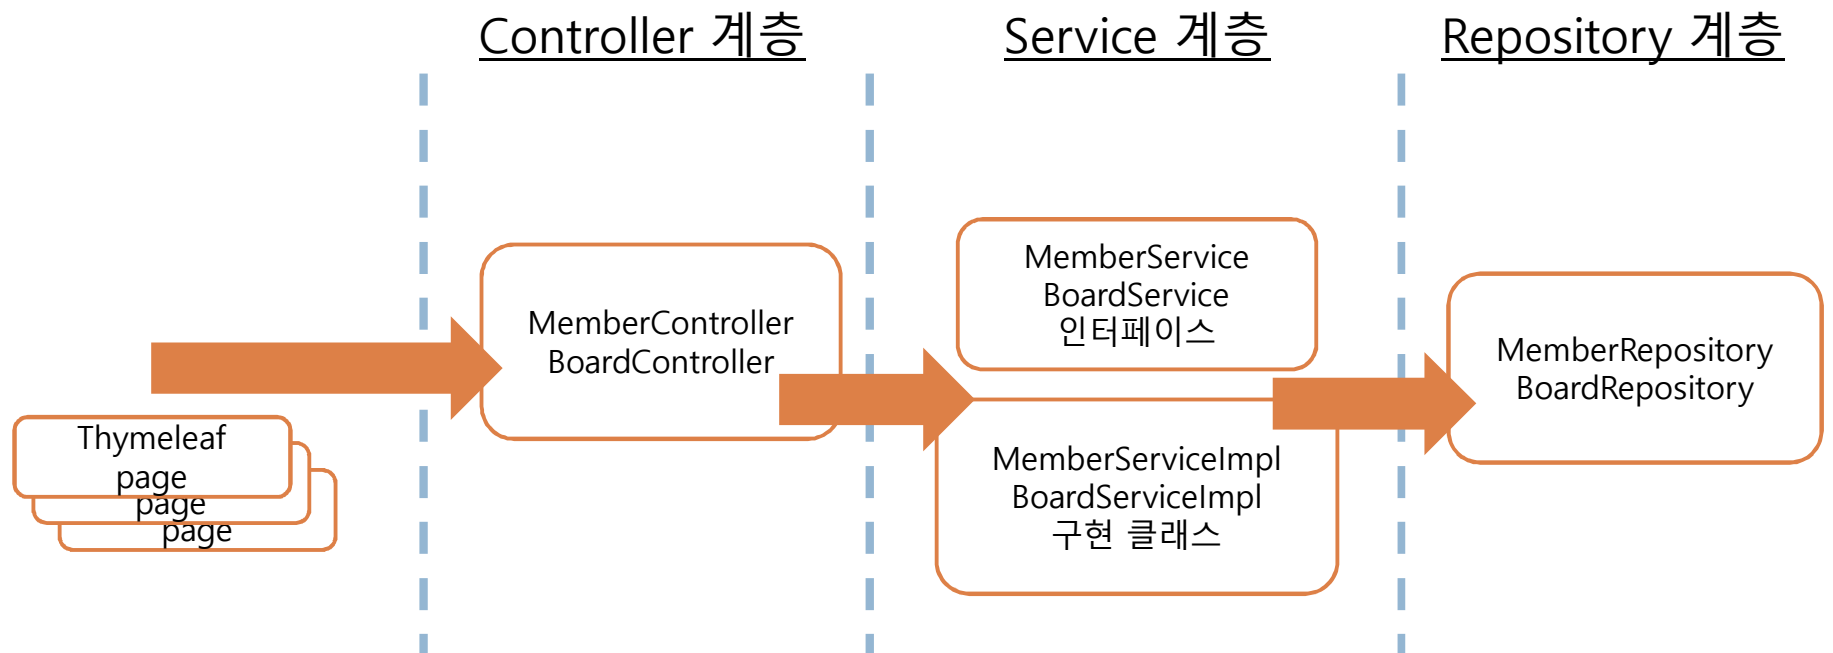 Controller 계층
Service 계층
Repository 계층
Thymeleaf
page
page
page
MemberController
BoardController
MemberService
BoardService
인터페이스
MemberServiceImpl
BoardServiceImpl
구현 클래스
MemberRepository
BoardRepository